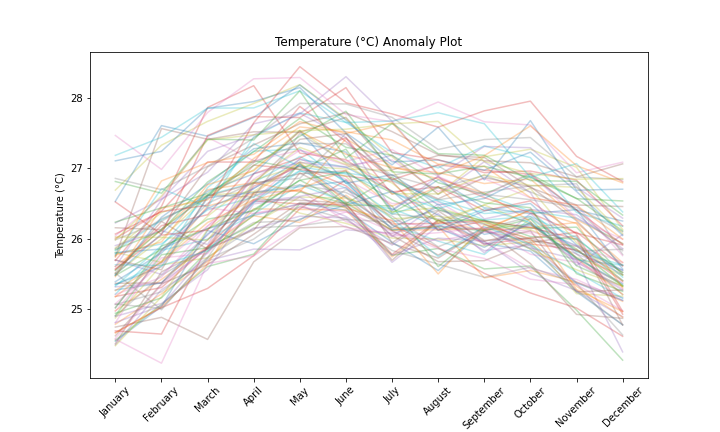 Temperature (°C) Anomaly Plot
Temperature (°C)
28
27
26
25
January
February
March
April
May
June
July
August
September
October
November
December